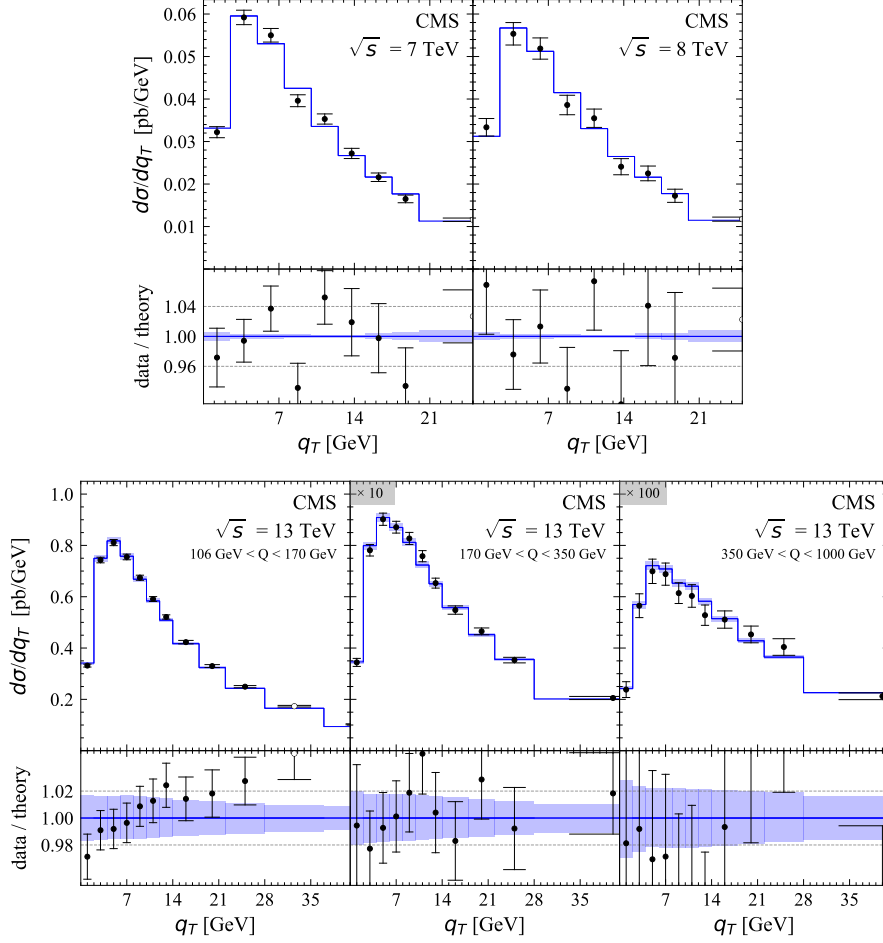 0.06
0.05
0.04
0.03
0.02
0.01
dσ/dq_T [pb/GeV]
CMS
√s = 7 TeV
CMS
√s = 8 TeV
1.04
1.00
0.96
data / theory
7 14 21
7 14 21
q_T [GeV]
q_T [GeV]
1.0
0.8
0.6
0.4
0.2
dσ/dq_T [pb/GeV]
CMS
√s = 13 TeV
106 GeV < Q < 170 GeV
× 10
CMS
√s = 13 TeV
170 GeV < Q < 350 GeV
× 100
CMS
√s = 13 TeV
350 GeV < Q < 1000 GeV
1.02
1.00
0.98
data / theory
7 14 21 28 35
7 14 21 28 35
7 14 21 28 35
q_T [GeV]
q_T [GeV]
q_T [GeV]